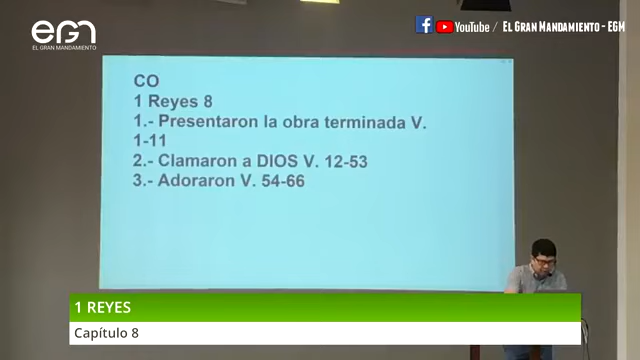 EGM
EL GRAN MANDAMIENTO
YouTube / EL GRAN MANDAMIENTO - EGM
CO
1 Reyes 8
1.- Presentaron la obra terminada V.
1-11
2.- Clamaron a DIOS V. 12-53
3.- Adoraron V. 54-66
1 REYES
Capítulo 8